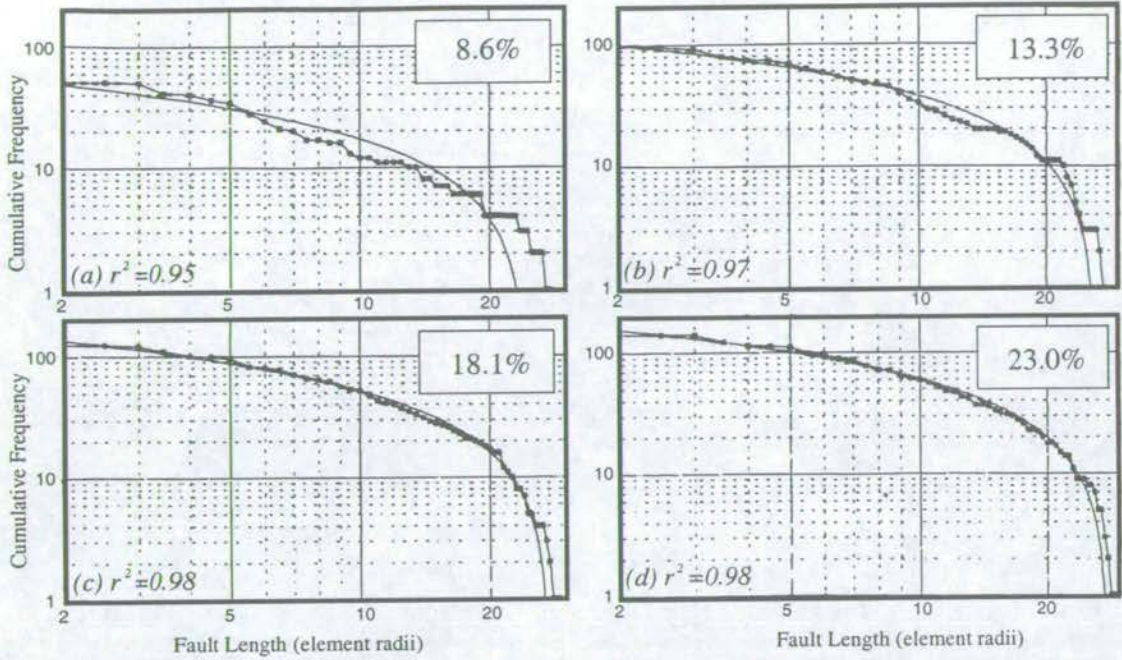 100
10
1
Cumulative Frequency
8.6%
(a) r²=0.95
2 5 10 20
100
10
1
13.3%
(b) r²=0.97
2 5 10 20
100
10
1
Cumulative Frequency
18.1%
(c) r²=0.98
2 5 10 20
Fault Length (element radii)
100
10
1
23.0%
(d) r²=0.98
2 5 10 20
Fault Length (element radii)